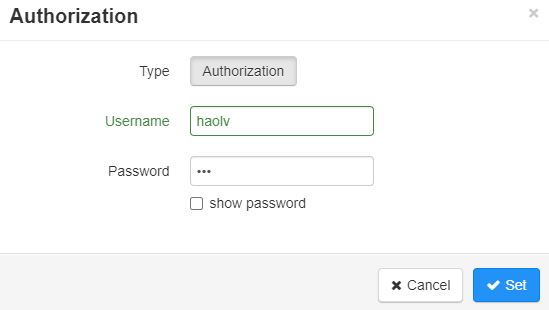 Authorization ×
Type Authorization
Username haolv
Password •••
show password
Cancel Set